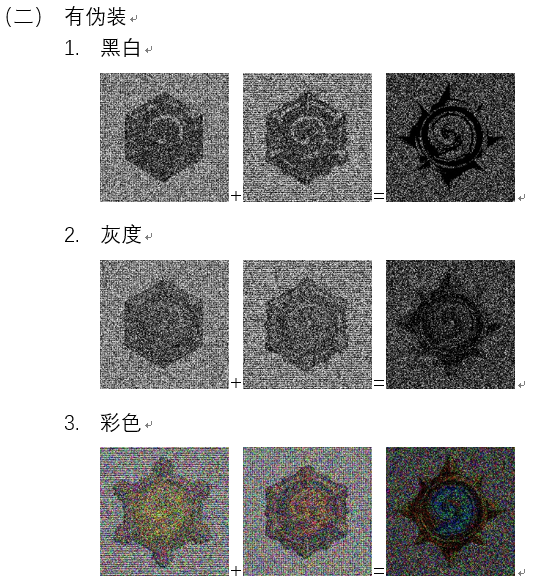 （二） 有伪装
1. 黑白
+ =
2. 灰度
+ =
3. 彩色
+ =